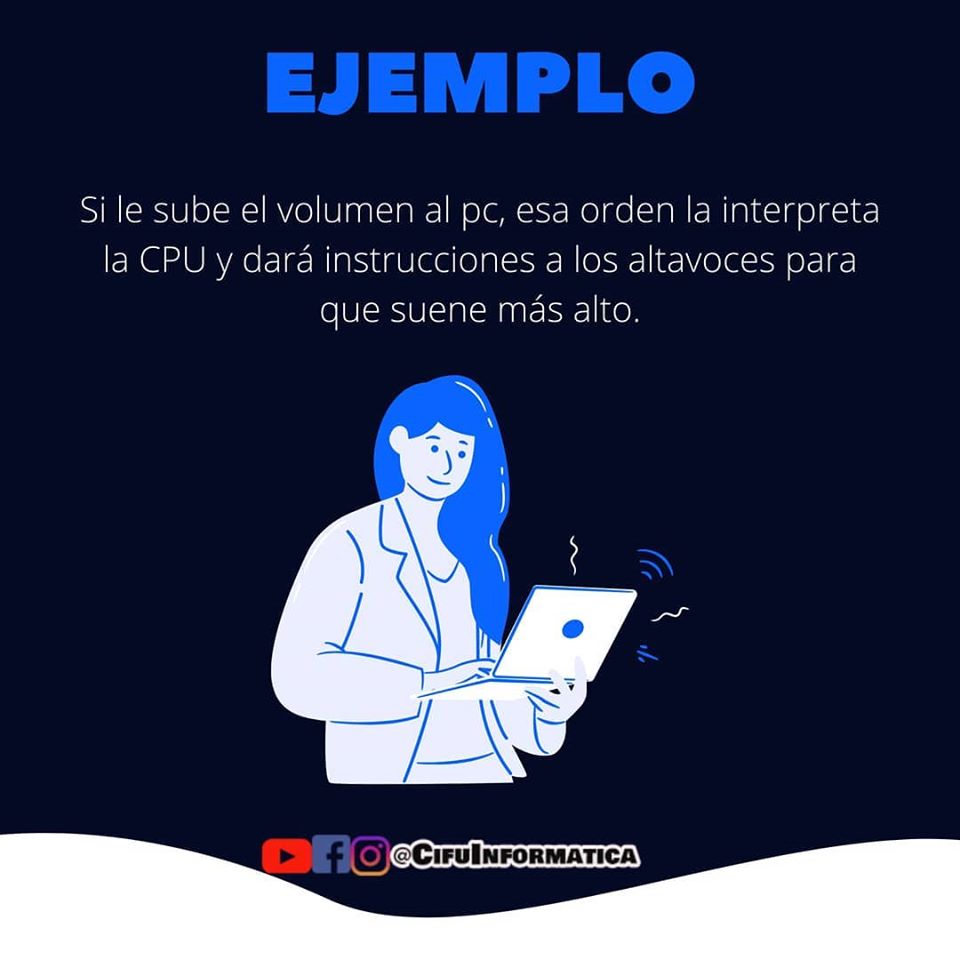 EJEMPLO
Si le sube el volumen al pc, esa orden la interpreta
la CPU y dará instrucciones a los altavoces para
que suene más alto.
@CifuInformatica